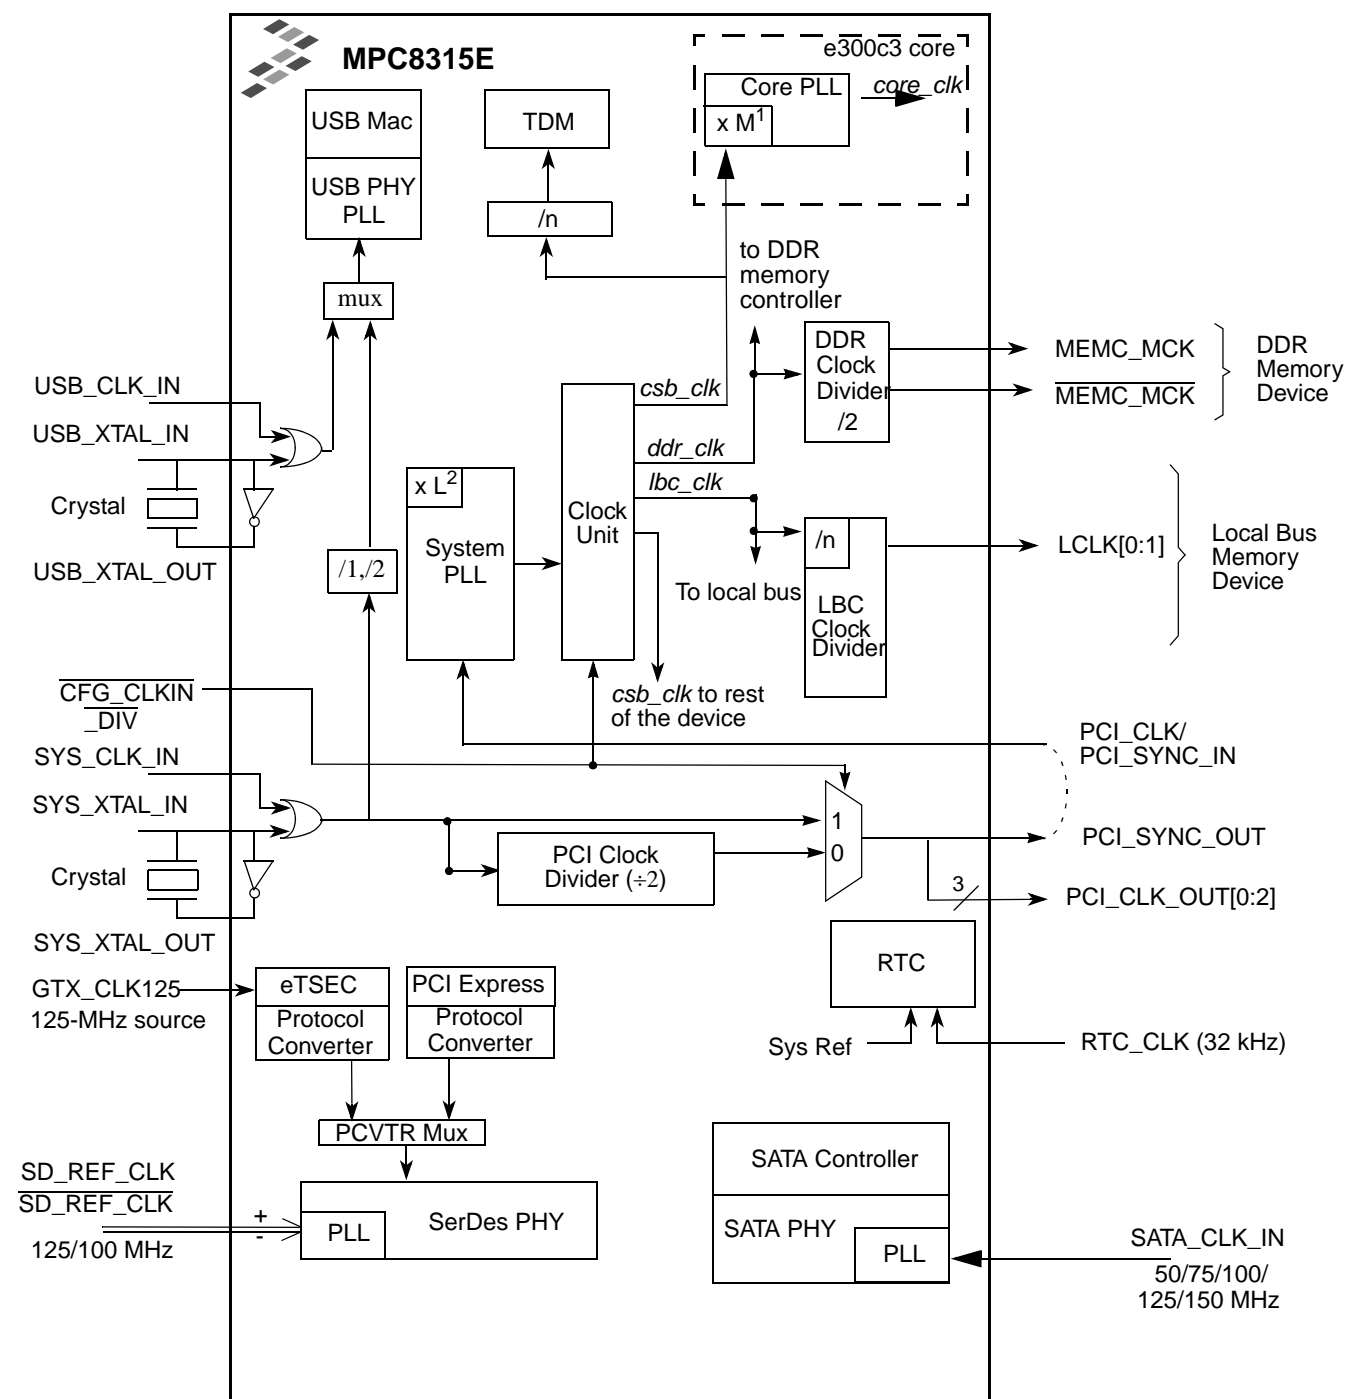 MPC8315E
e300c3 core
Core PLL
core_clk
x M1
USB Mac
TDM
USB PHY
PLL
/n
mux
to DDR
memory
controller
DDR
Clock
Divider
/2
MEMC_MCK
MEMC_MCK
DDR
Memory
Device
USB_CLK_IN
USB_XTAL_IN
Crystal
USB_XTAL_OUT
csb_clk
ddr_clk
lbc_clk
x L2
System
PLL
Clock
Unit
/1,/2
/n
LBC
Clock
Divider
To local bus
LCLK[0:1]
Local Bus
Memory
Device
csb_clk to rest
of the device
CFG_CLKIN
_DIV
SYS_CLK_IN
SYS_XTAL_IN
Crystal
SYS_XTAL_OUT
PCI_CLK/
PCI_SYNC_IN
1
0
PCI Clock
Divider (÷2)
PCI_SYNC_OUT
3
PCI_CLK_OUT[0:2]
GTX_CLK125
125-MHz source
eTSEC
Protocol
Converter
PCI Express
Protocol
Converter
RTC
Sys Ref
RTC_CLK (32 kHz)
PCVTR Mux
SD_REF_CLK
SD_REF_CLK
+
-
125/100 MHz
PLL
SerDes PHY
SATA Controller
SATA PHY
PLL
SATA_CLK_IN
50/75/100/
125/150 MHz